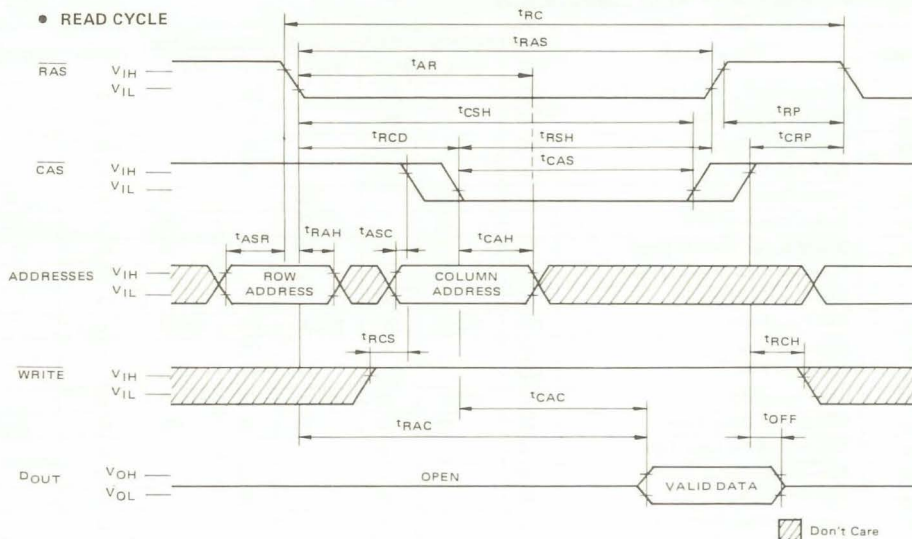 • READ CYCLE
tRC
tRAS
RAS
VIH
VIL
tAR
tCSH
tRP
tRCD
tRSH
tCRP
tCAS
CAS
VIH
VIL
tASR
tRAH
tASC
tCAH
ADDRESSES
VIH
VIL
ROW ADDRESS
COLUMN ADDRESS
tRCS
tRCH
WRITE
VIH
VIL
tCAC
tRAC
tOFF
DOUT
VOH
VOL
OPEN
VALID DATA
Don't Care